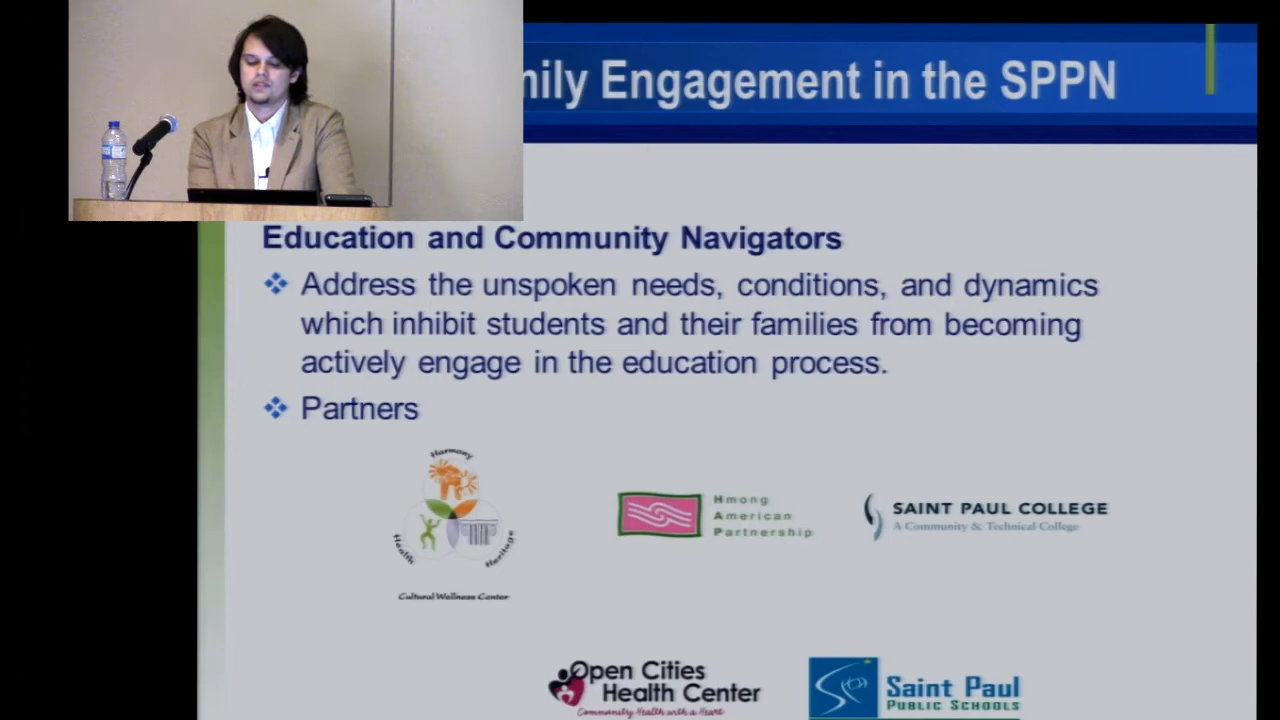 mily Engagement in the SPPN
Education and Community Navigators
Address the unspoken needs, conditions, and dynamics
which inhibit students and their families from becoming
actively engage in the education process.
Partners
Harmony
Health
Heritage
Cultural Wellness Center
Hmong
American
Partnership
SAINT PAUL COLLEGE
A Community & Technical College
Open Cities
Health Center
Community Health with a Heart
Saint Paul
PUBLIC SCHOOLS